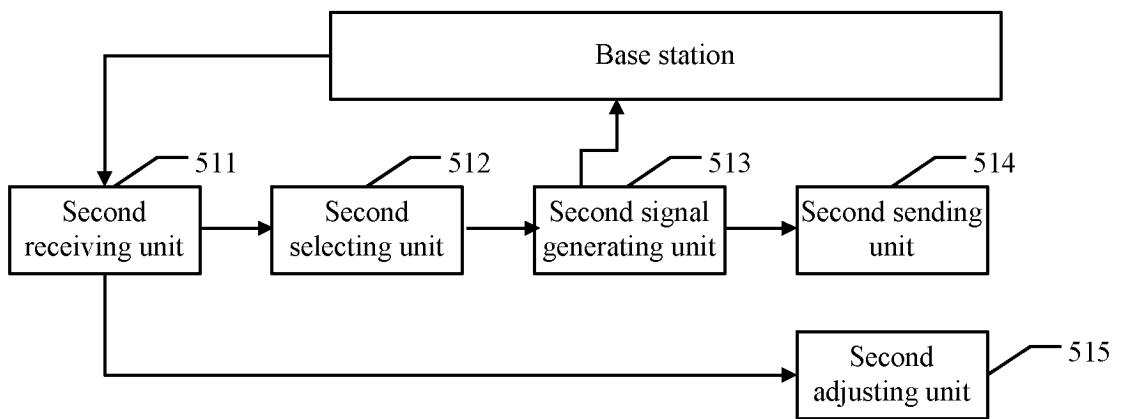 Base station
511
512
513
514
Second
receiving unit
Second
selecting unit
Second signal
generating unit
Second sending
unit
Second
adjusting unit
515